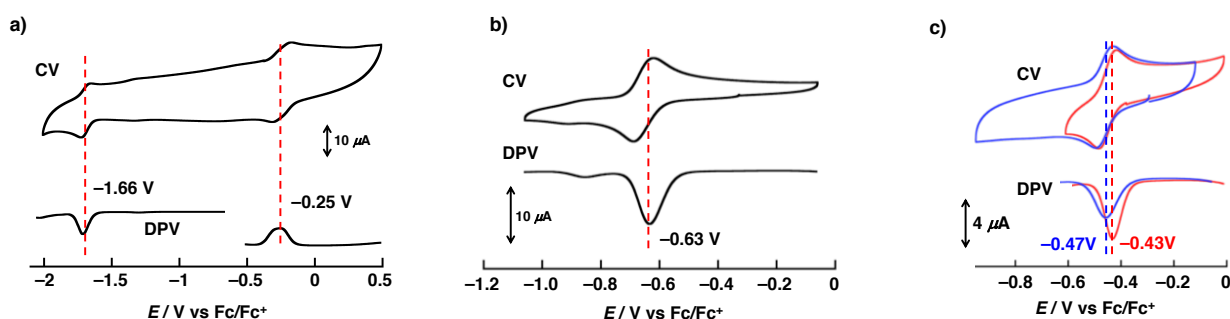 a)
CV
10 μA
−1.66 V
−0.25 V
DPV
−2 −1.5 −1 −0.5 0 0.5
E / V vs Fc/Fc+
b)
CV
DPV
10 μA
−0.63 V
−1.2 −1.0 −0.8 −0.6 −0.4 −0.2 0
E / V vs Fc/Fc+
c)
CV
DPV
4 μA
−0.47V −0.43V
−0.8 −0.6 −0.4 −0.2 0
E / V vs Fc/Fc+